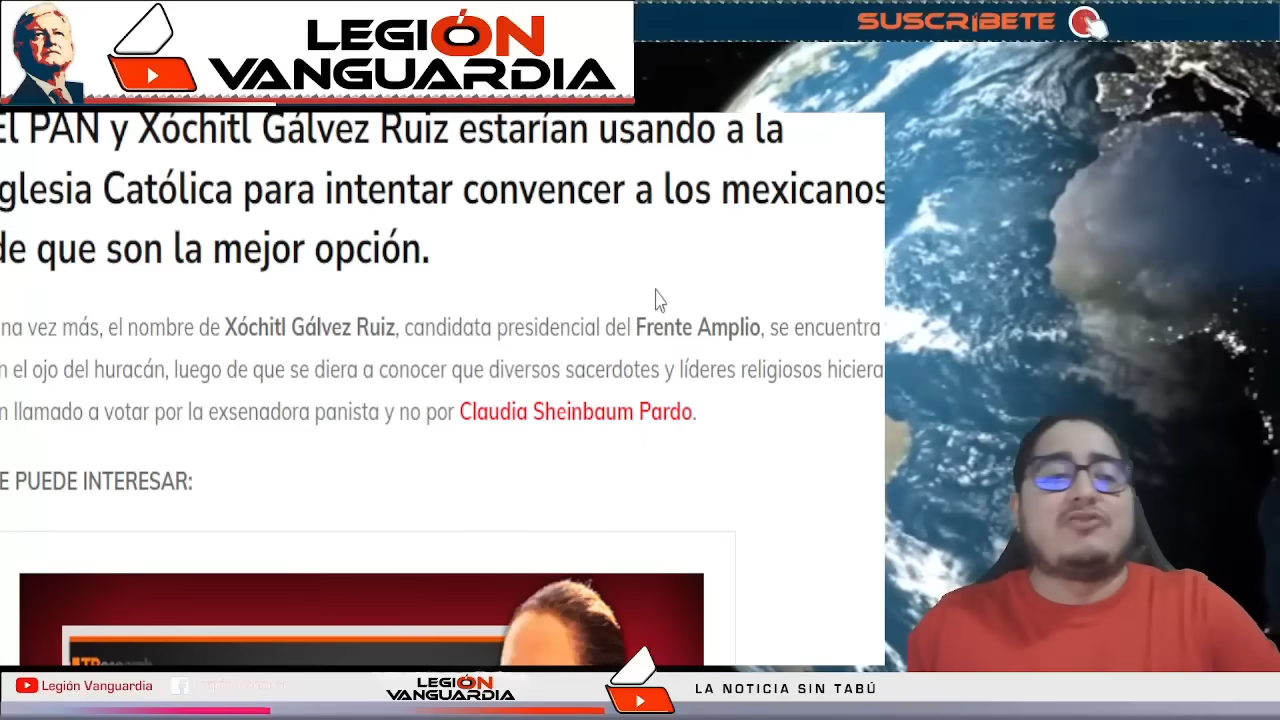 LEGIÓN
VANGUARDIA
SUSCRÍBETE
El PAN y Xóchitl Gálvez Ruiz estarían usando a la
glesia Católica para intentar convencer a los mexicanos
de que son la mejor opción.
na vez más, el nombre de Xóchitl Gálvez Ruiz, candidata presidencial del Frente Amplio, se encuentra
n el ojo del huracán, luego de que se diera a conocer que diversos sacerdotes y líderes religiosos hiciera
n llamado a votar por la exsenadora panista y no por Claudia Sheinbaum Pardo.
E PUEDE INTERESAR:
Legión Vanguardia
LEGIÓN
VANGUARDIA
LA NOTICIA SIN TABÚ